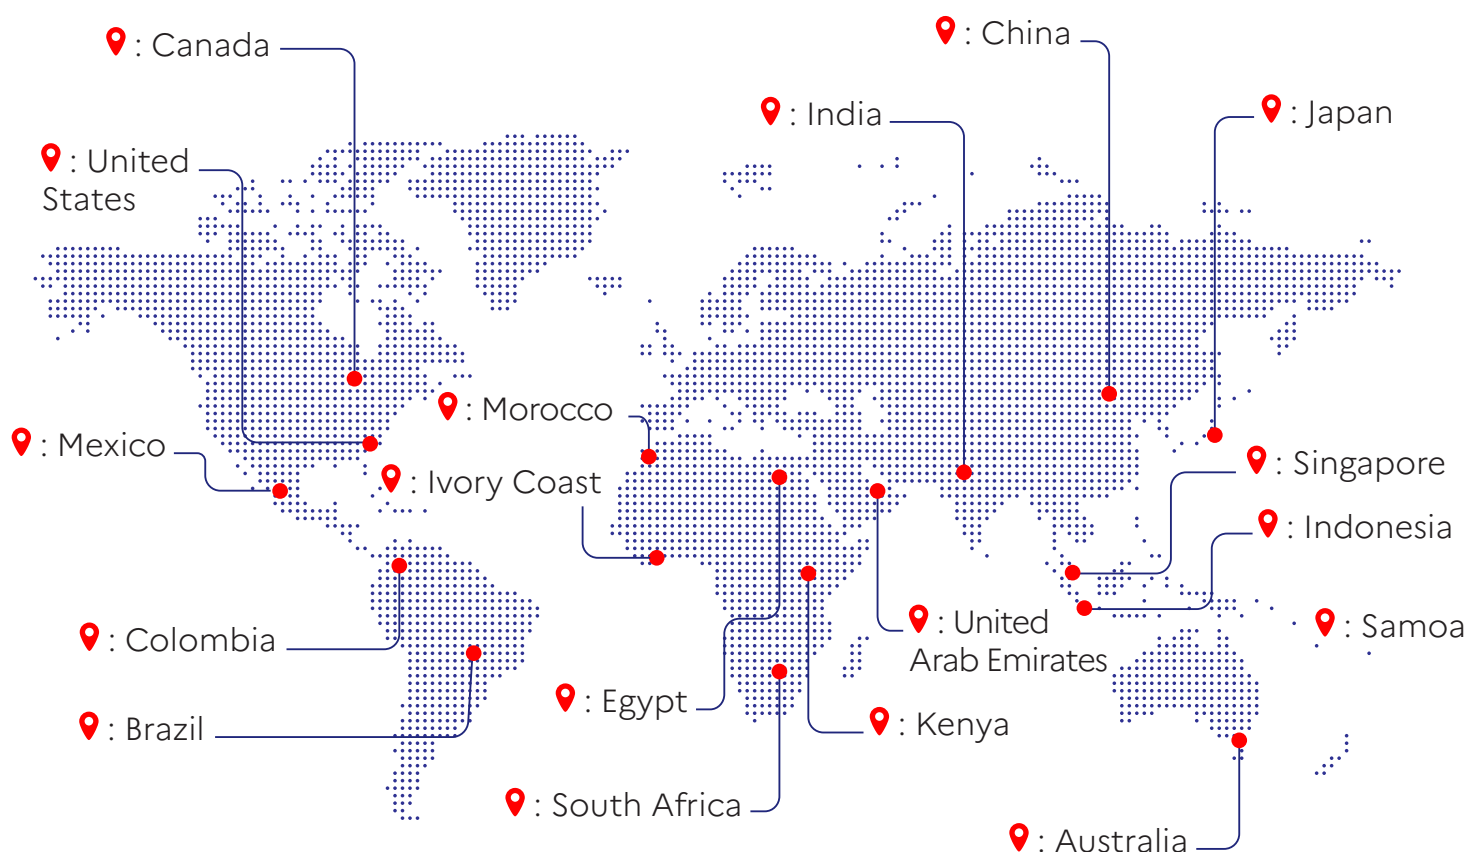 : Canada
: China
: India
: Japan
: United
States
: Morocco
: Mexico
: Ivory Coast
: Singapore
: Indonesia
: Colombia
: United
Arab Emirates
: Samoa
: Egypt
: Brazil
: Kenya
: South Africa
: Australia